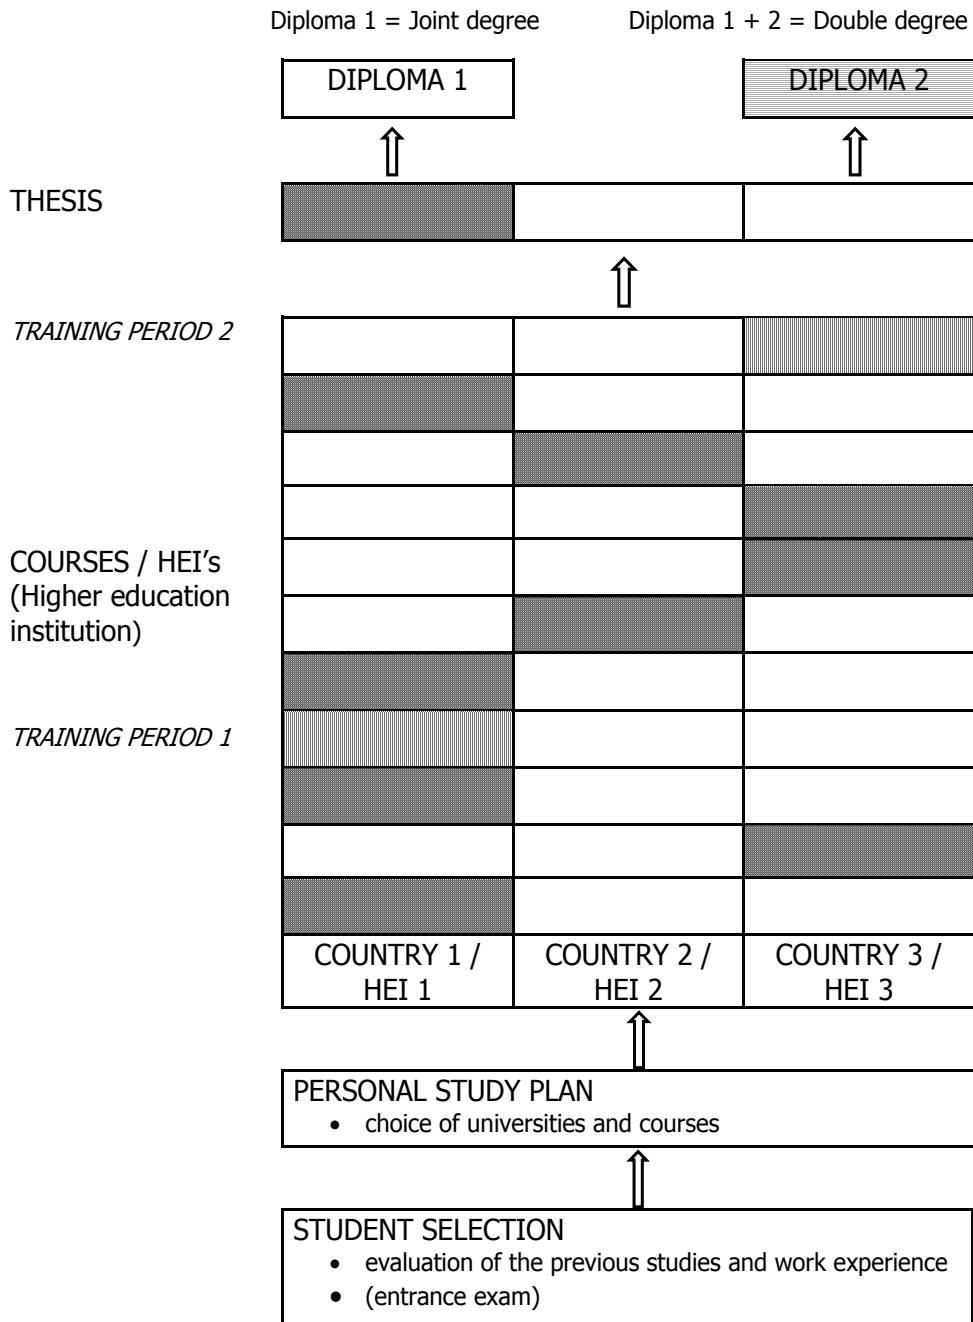 Diploma 1 = Joint degree
Diploma 1 + 2 = Double degree
DIPLOMA 1
DIPLOMA 2
THESIS
TRAINING PERIOD 2
COURSES / HEI's
(Higher education
institution)
TRAINING PERIOD 1
COUNTRY 1 /
HEI 1
COUNTRY 2 /
HEI 2
COUNTRY 3 /
HEI 3
PERSONAL STUDY PLAN
• choice of universities and courses
STUDENT SELECTION
• evaluation of the previous studies and work experience
• (entrance exam)